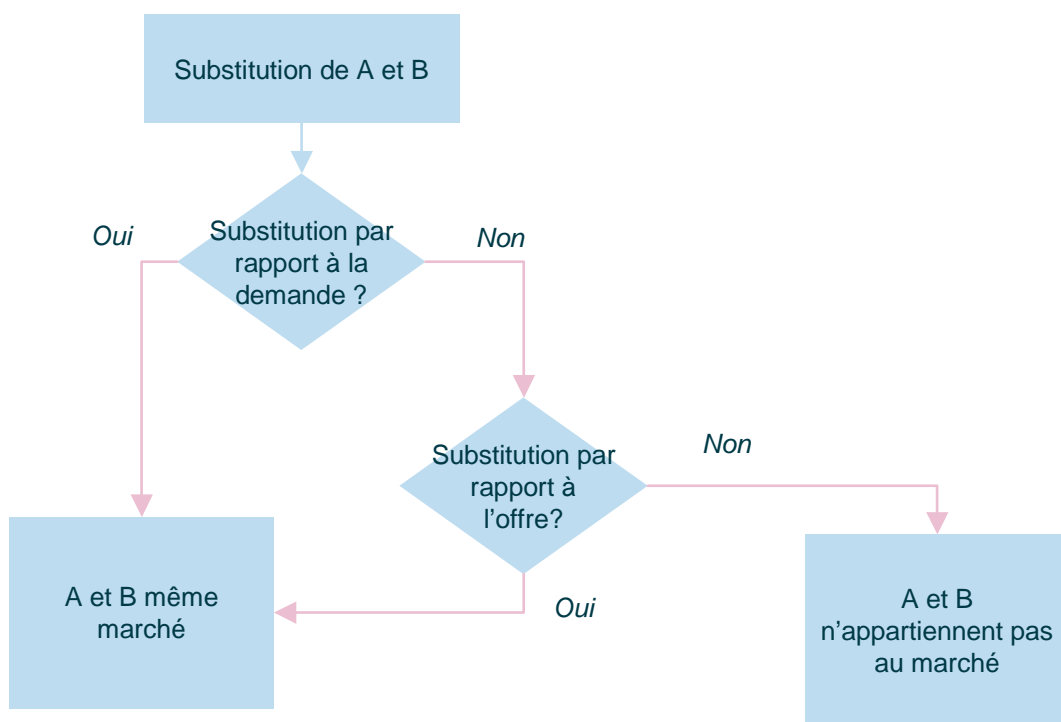 Substitution de A et B
Oui
Substitution par
rapport à la
demande ?
Non
Substitution par
rapport à
l’offre?
Non
A et B même
marché
Oui
A et B
n’appartiennent pas
au marché